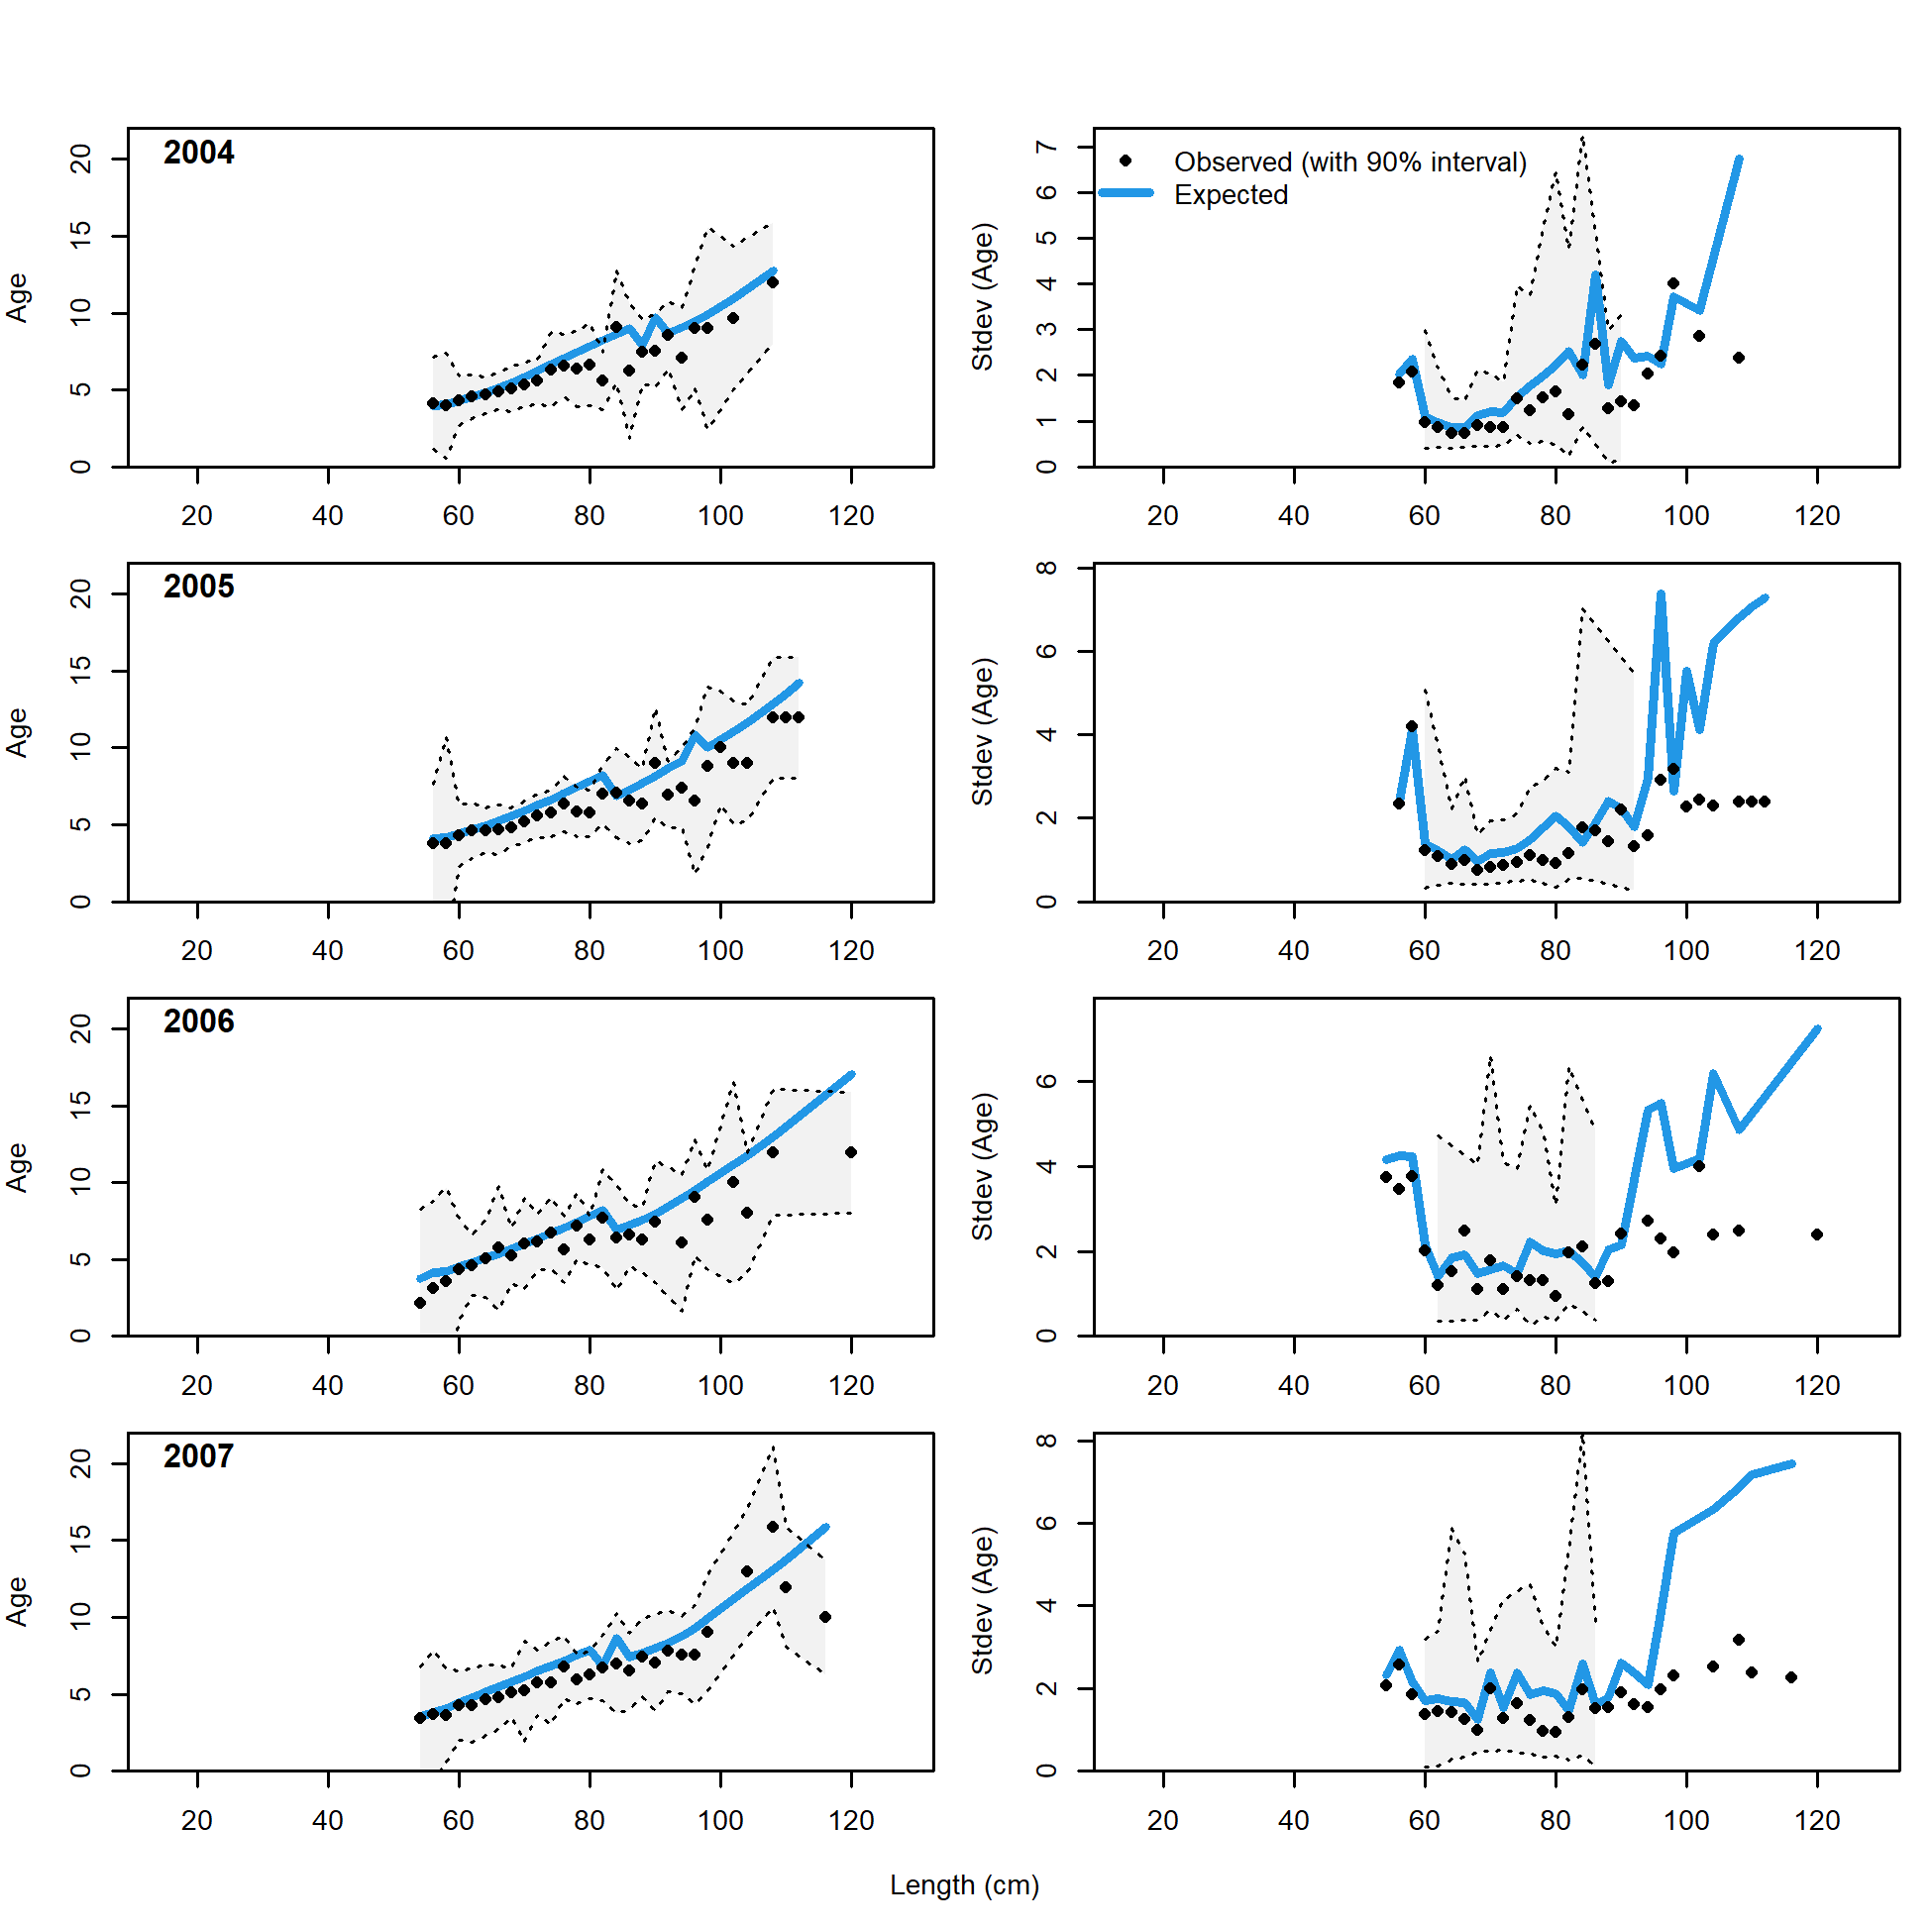 2004
Age
0 5 10 15 20
20 40 60 80 100 120
Observed (with 90% interval)
Expected
Stdev (Age)
0 1 2 3 4 5 6 7
20 40 60 80 100 120
2005
Age
0 5 10 15 20
20 40 60 80 100 120
Stdev (Age)
0 2 4 6 8
20 40 60 80 100 120
2006
Age
0 5 10 15 20
20 40 60 80 100 120
Stdev (Age)
0 2 4 6
20 40 60 80 100 120
2007
Age
0 5 10 15 20
20 40 60 80 100 120
Stdev (Age)
0 2 4 6 8
20 40 60 80 100 120
Length (cm)